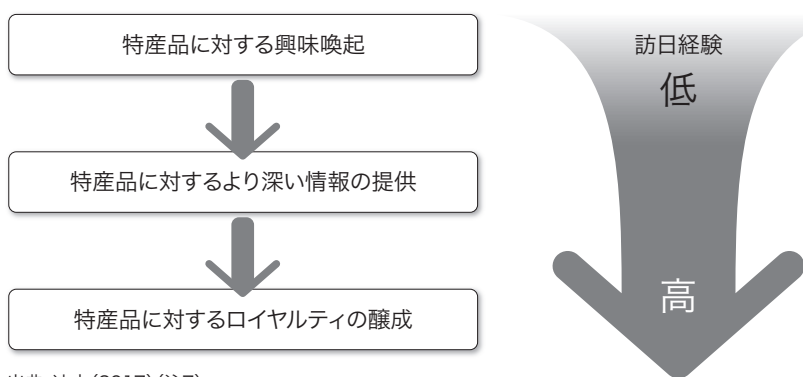 特産品に対する興味喚起
訪日経験
低
特産品に対するより深い情報の提供
高
特産品に対するロイヤルティの醸成